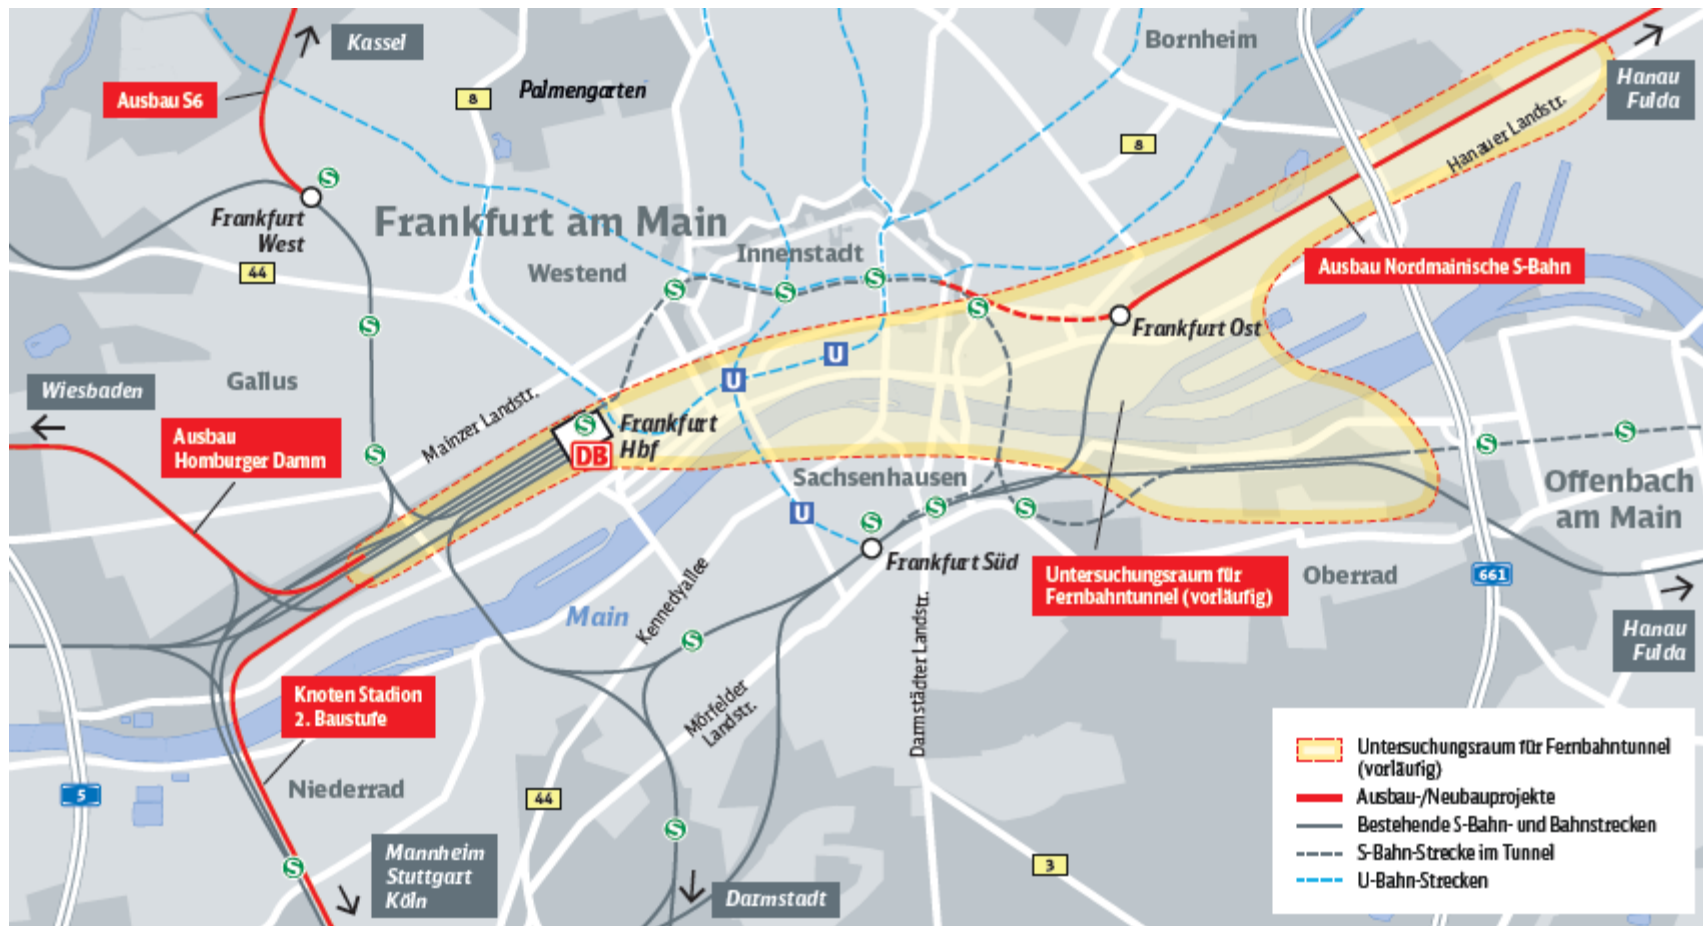 Kassel
Bornheim
Ausbau S6
8
Palmengarten
Hanau
Fulda
8
Hanauer Landstr.
S
Frankfurt
West
Frankfurt am Main
Innenstadt
44
Westend
S
S
S
S
Ausbau Nordmainische S-Bahn
S
Frankfurt Ost
U
U
Wiesbaden
Gallus
Mainzer Landstr.
S
Frankfurt
Hbf
DB
Ausbau
Homburger Damm
S
S
S
Sachsenhausen
Offenbach
am Main
S
S
S
U
Frankfurt Süd
Untersuchungsraum für
Fernbahntunnel (vorläufig)
Oberrad
661
Main
Kennedyallee
S
Darmstädter Landstr.
Hanau
Fulda
Knoten Stadion
2. Baustufe
Mörfelder
Landstr.
5
Niederrad
44
S
3
S
Mannheim
Stuttgart
Köln
Darmstadt
Untersuchungsraum für Fernbahntunnel
(vorläufig)
Ausbau-/Neubauprojekte
Bestehende S-Bahn- und Bahnstrecken
S-Bahn-Strecke im Tunnel
U-Bahn-Strecken